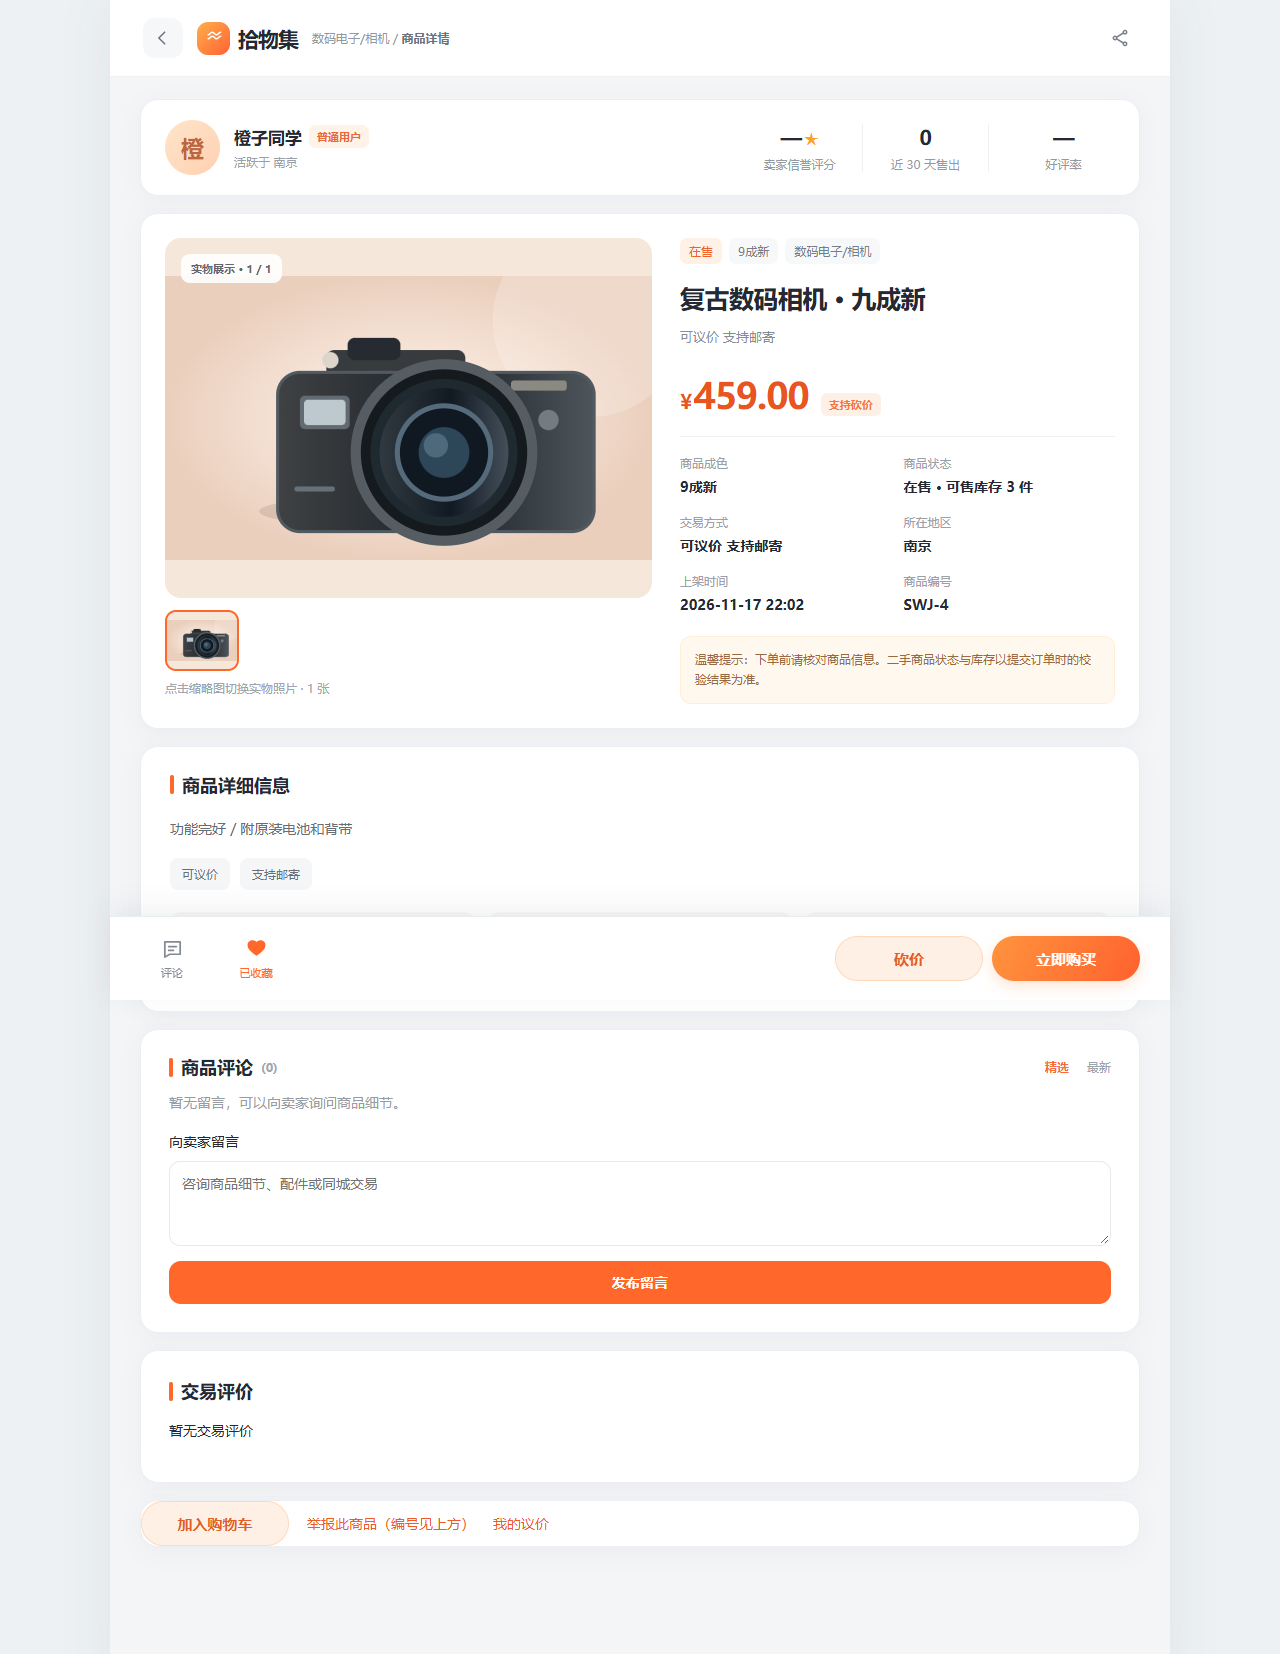 拾物集 数码电子/相机 / 商品详情
橙
橙子同学 普通用户
活跃于 南京
—★
卖家信誉评分
0
近 30 天售出
—
好评率
实物展示 • 1 / 1
点击缩略图切换实物照片 · 1 张
在售 9成新 数码电子/相机
复古数码相机 • 九成新
可议价 支持邮寄
¥459.00 支持砍价
商品成色
9成新
商品状态
在售 • 可售库存 3 件
交易方式
可议价 支持邮寄
所在地区
南京
上架时间
2026-11-17 22:02
商品编号
SWJ-4
温馨提示：下单前请核对商品信息。二手商品状态与库存以提交订单时的校
验结果为准。
商品详细信息
功能完好 / 附原装电池和背带
可议价 支持邮寄
评论 已收藏 砍价 立即购买
商品评论 (0) 精选 最新
暂无留言，可以向卖家询问商品细节。
向卖家留言
咨询商品细节、配件或同城交易
发布留言
交易评价
暂无交易评价
加入购物车 举报此商品（编号见上方） 我的议价